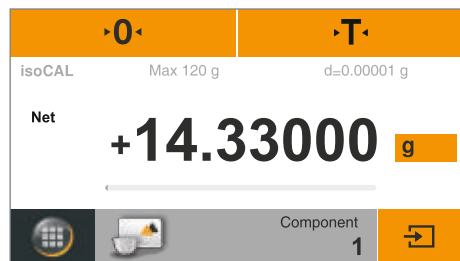 ▸0◂ ▸T◂
isoCAL Max 120 g d=0.00001 g
Net
+14.33000 g
Component
1